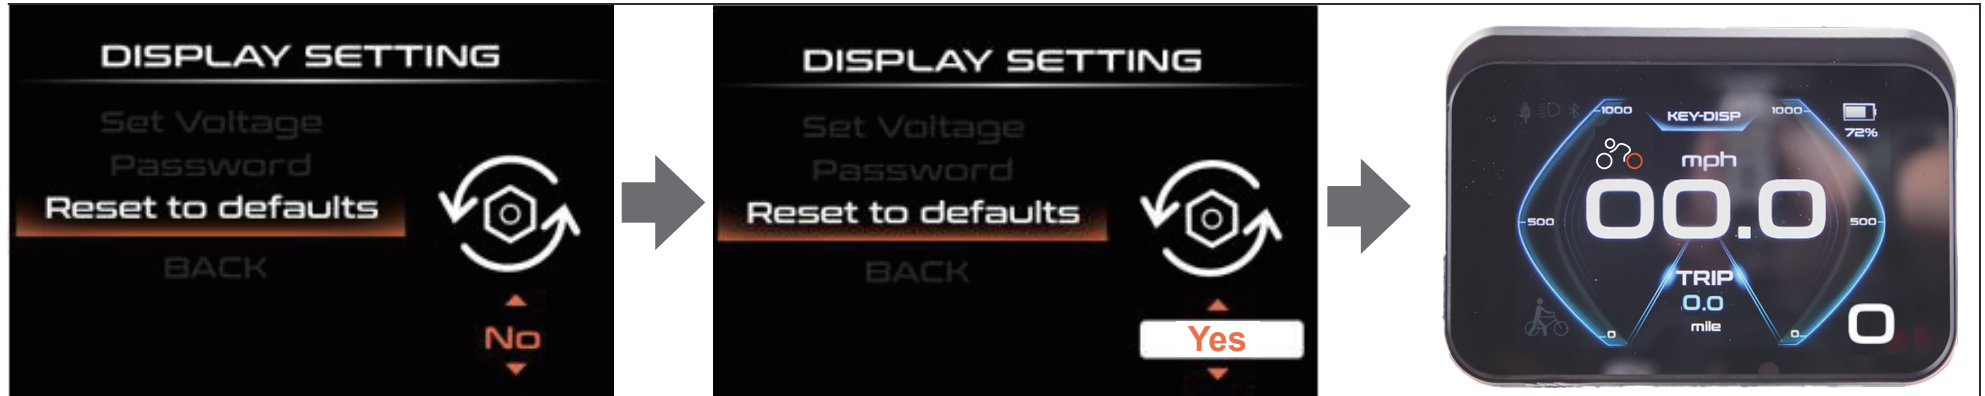 DISPLAY SETTING
Set Voltage
Password
Reset to defaults
BACK
No
DISPLAY SETTING
Set Voltage
Password
Reset to defaults
BACK
Yes
1000 KEY-DISP 1000
72%
mph
00.0
500 500
TRIP
0.0
mile
0 0
0